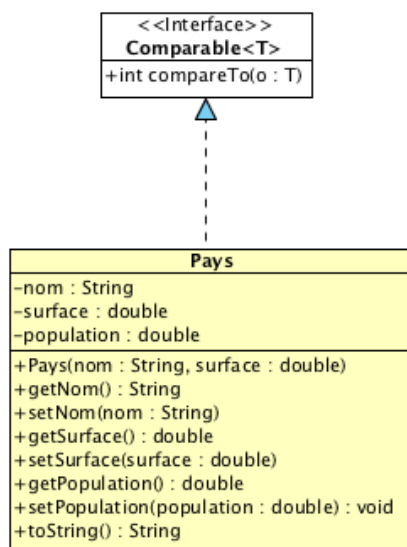 <<Interface>>
Comparable<T>
+int compareTo(o : T)
Pays
-nom : String
-surface : double
-population : double
+Pays(nom : String, surface : double)
+getNom() : String
+setNom(nom : String)
+getSurface() : double
+setSurface(surface : double)
+getPopulation() : double
+setPopulation(population : double) : void
+toString() : String